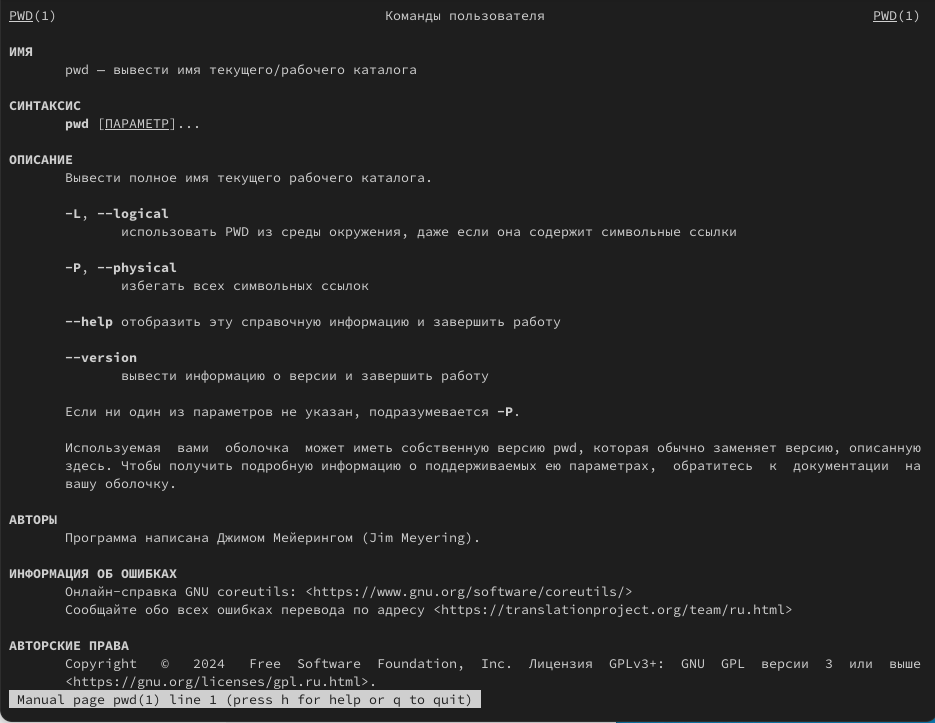 PWD(1) Команды пользователя PWD(1)
ИМЯ
pwd — вывести имя текущего/рабочего каталога
СИНТАКСИС
pwd [ПАРАМЕТР]...
ОПИСАНИЕ
Вывести полное имя текущего рабочего каталога.
-L, --logical
использовать PWD из среды окружения, даже если она содержит символьные ссылки
-P, --physical
избегать всех символьных ссылок
--help отобразить эту справочную информацию и завершить работу
--version
вывести информацию о версии и завершить работу
Если ни один из параметров не указан, подразумевается -P.
Используемая вами оболочка может иметь собственную версию pwd, которая обычно заменяет версию, описанную
здесь. Чтобы получить подробную информацию о поддерживаемых ею параметрах, обратитесь к документации на
вашу оболочку.
АВТОРЫ
Программа написана Джимом Мейерингом (Jim Meyering).
ИНФОРМАЦИЯ ОБ ОШИБКАХ
Онлайн-справка GNU coreutils: <https://www.gnu.org/software/coreutils/>
Сообщайте обо всех ошибках перевода по адресу <https://translationproject.org/team/ru.html>
АВТОРСКИЕ ПРАВА
Copyright © 2024 Free Software Foundation, Inc. Лицензия GPLv3+: GNU GPL версии 3 или выше
<https://gnu.org/licenses/gpl.ru.html>.
Manual page pwd(1) line 1 (press h for help or q to quit)